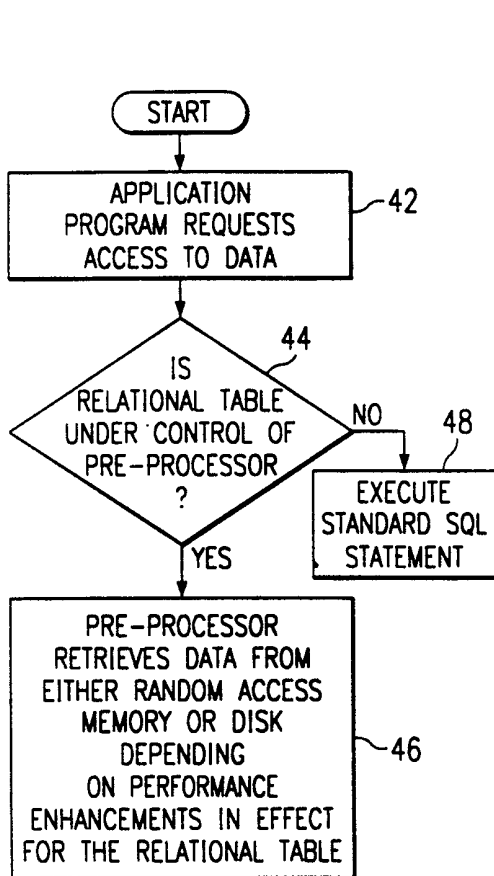 START
APPLICATION
PROGRAM REQUESTS
ACCESS TO DATA
42
44
IS
RELATIONAL TABLE
UNDER CONTROL OF
PRE-PROCESSOR
?
NO
48
EXECUTE
STANDARD SQL
STATEMENT
YES
PRE-PROCESSOR
RETRIEVES DATA FROM
EITHER RANDOM ACCESS
MEMORY OR DISK
DEPENDING
ON PERFORMANCE
ENHANCEMENTS IN EFFECT
FOR THE RELATIONAL TABLE
46